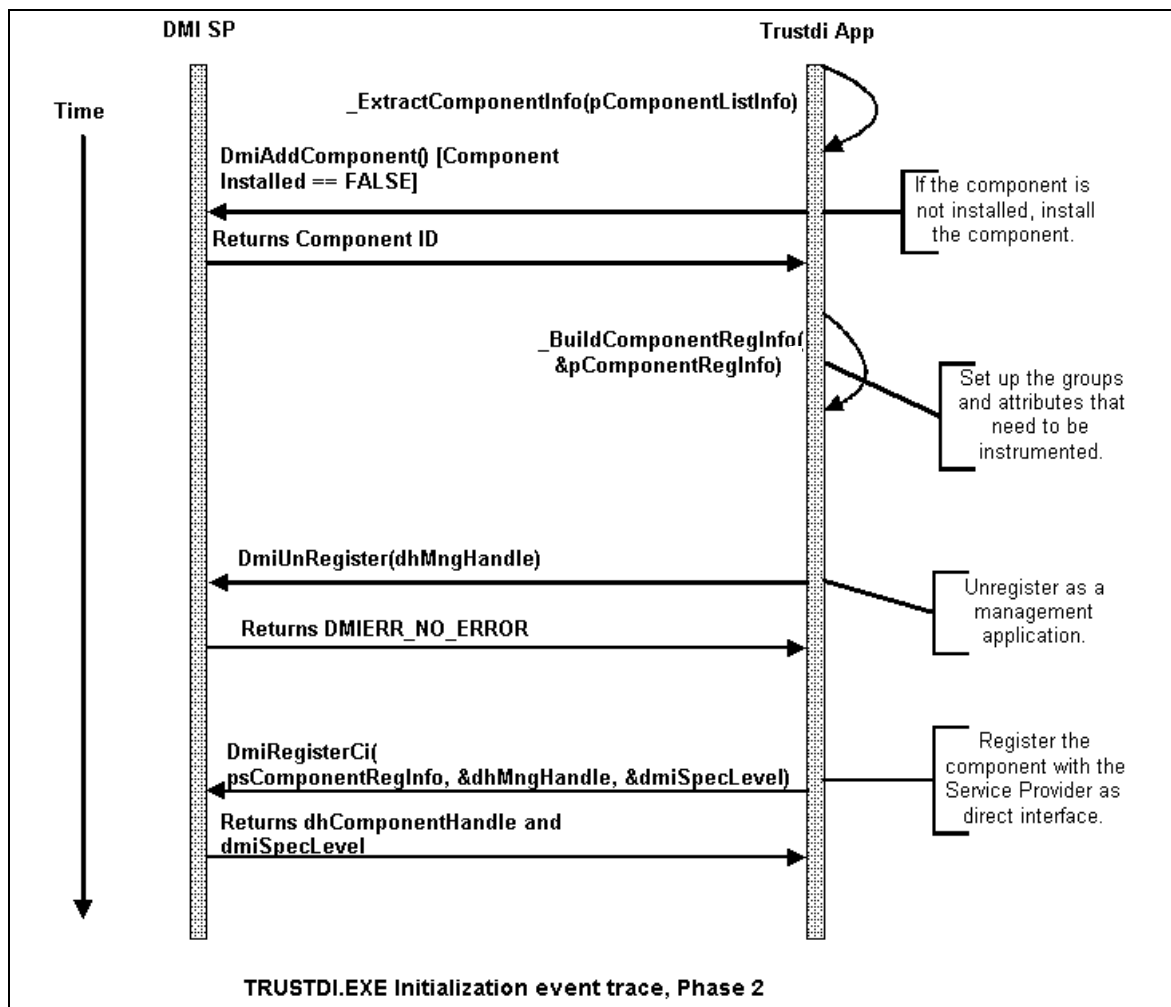 DMI SP
Trustdi App
Time
_ExtractComponentInfo(pComponentListInfo)
DmiAddComponent() [Component
Installed == FALSE]
If the component is
not installed, install
the component.
Returns Component ID
_BuildComponentRegInfo(
&pComponentRegInfo)
Set up the groups
and attributes that
need to be
instrumented.
DmiUnRegister(dhMngHandle)
Unregister as a
management
application.
Returns DMIERR_NO_ERROR
DmiRegisterCi(
psComponentRegInfo, &dhMngHandle, &dmiSpecLevel)
Register the
component with the
Service Provider as
direct interface.
Returns dhComponentHandle and
dmiSpecLevel
TRUSTDI.EXE Initialization event trace, Phase 2